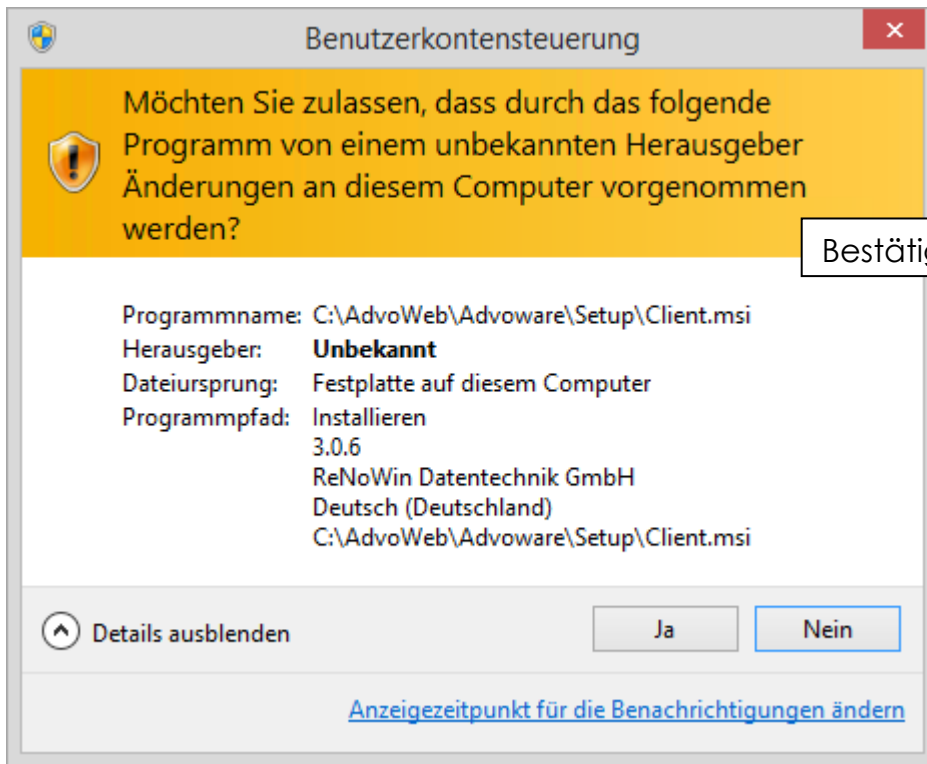 Benutzerkontensteuerung
Möchten Sie zulassen, dass durch das folgende
Programm von einem unbekannten Herausgeber
Änderungen an diesem Computer vorgenommen
werden?
Programmname: C:\AdvoWeb\Advoware\Setup\Client.msi
Herausgeber: Unbekannt
Dateiursprung: Festplatte auf diesem Computer
Programmpfad: Installieren
3.0.6
ReNoWin Datentechnik GmbH
Deutsch (Deutschland)
C:\AdvoWeb\Advoware\Setup\Client.msi
Details ausblenden Ja Nein
Anzeigezeitpunkt für die Benachrichtigungen ändern